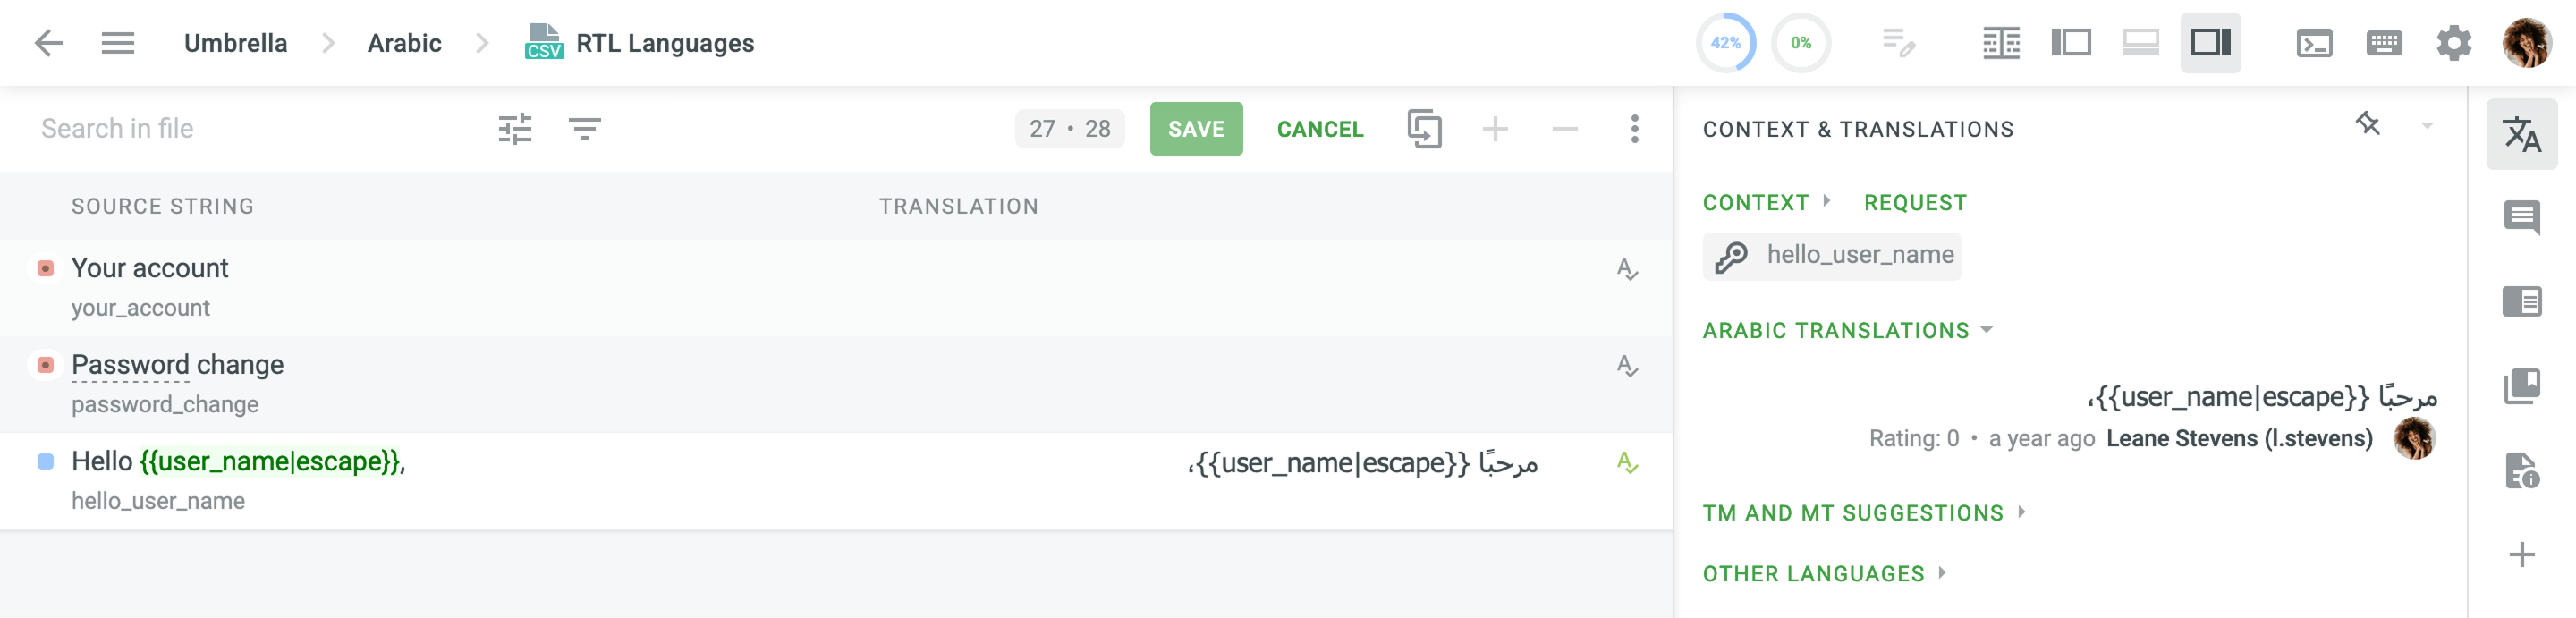 Umbrella > Arabic > CSV RTL Languages 42% 0%
Search in file 27 • 28 SAVE CANCEL
SOURCE STRING TRANSLATION
Your account
your_account
Password change
password_change
Hello {{user_name|escape}}, مرحبًا {{user_name|escape}}،
hello_user_name
CONTEXT & TRANSLATIONS
CONTEXT REQUEST
hello_user_name
ARABIC TRANSLATIONS
مرحبًا {{user_name|escape}}،
Rating: 0 • a year ago Leane Stevens (l.stevens)
TM AND MT SUGGESTIONS
OTHER LANGUAGES